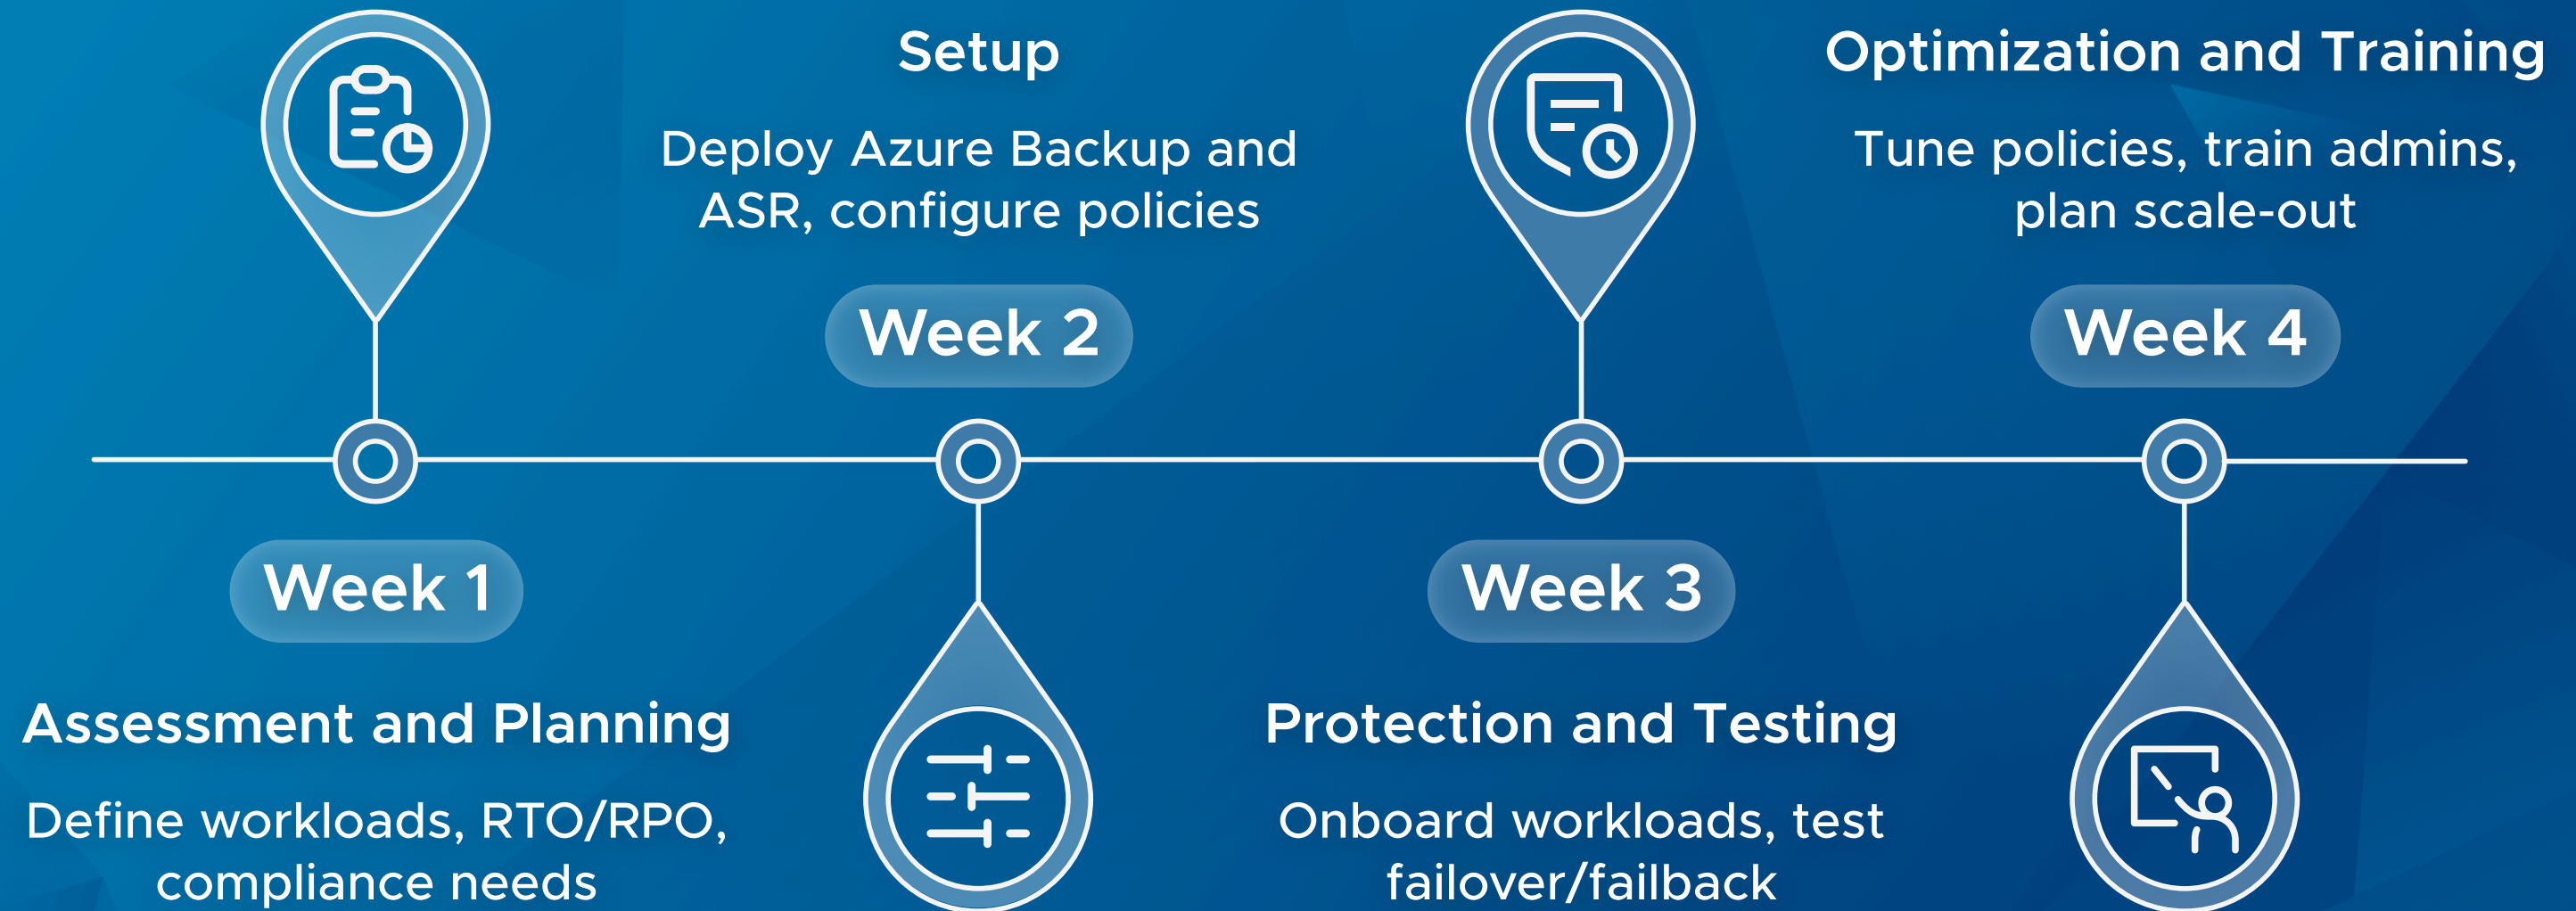 Week 1
Assessment and Planning
Define workloads, RTO/RPO,
compliance needs
Setup
Deploy Azure Backup and
ASR, configure policies
Week 2
Week 3
Protection and Testing
Onboard workloads, test
failover/failback
Optimization and Training
Tune policies, train admins,
plan scale-out
Week 4